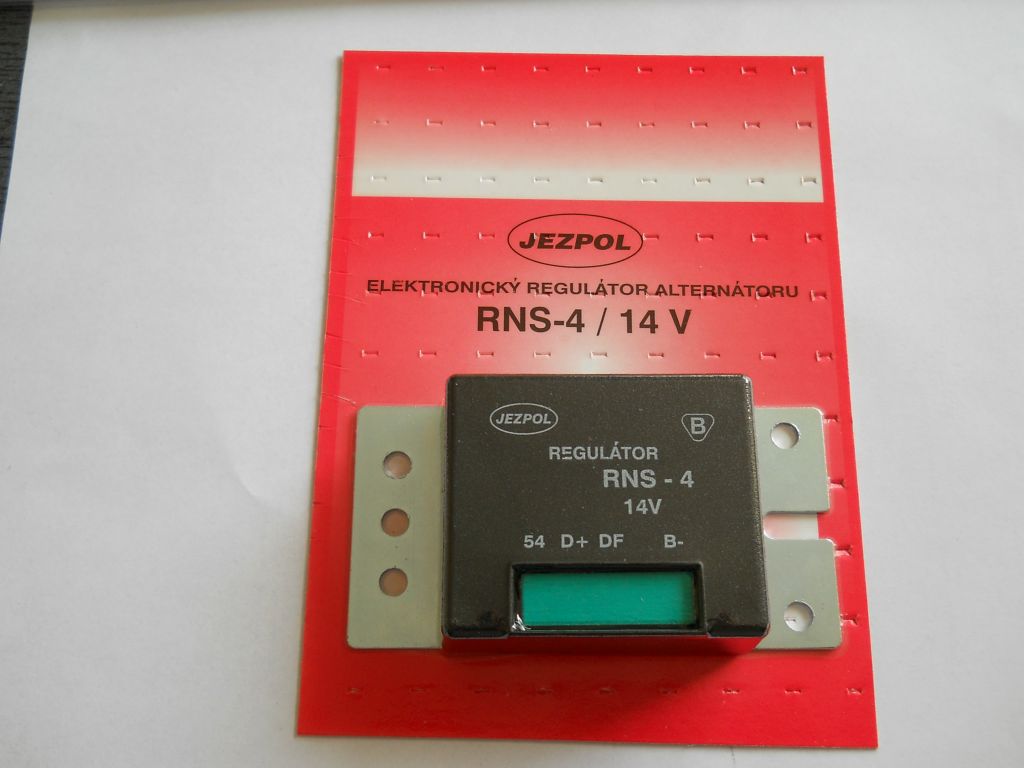 JEZPOL
ELEKTRONICKÝ REGULÁTOR ALTERNÁTORU
RNS-4 / 14 V
JEZPOL
B
REGULÁTOR
RNS - 4
14V
54 D+ DF B-